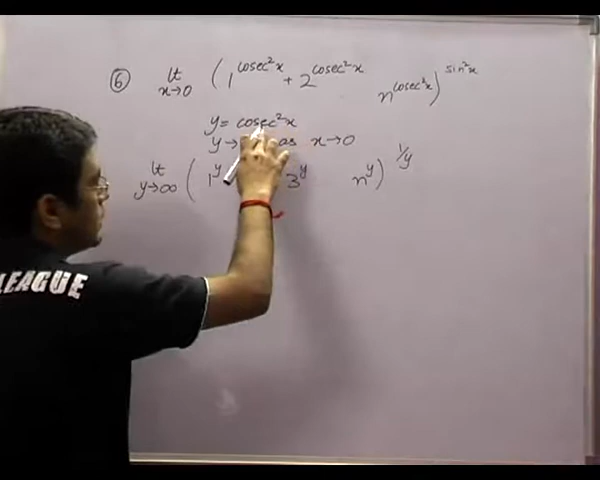 ⑥ lt x→0 (1^cosec²x + 2^cosec²x n^cosec²x)^sin²x
y = cosec²x
y → as x→0
lt y→∞ (1^y 3^y n^y)^1/y
LEAGUE